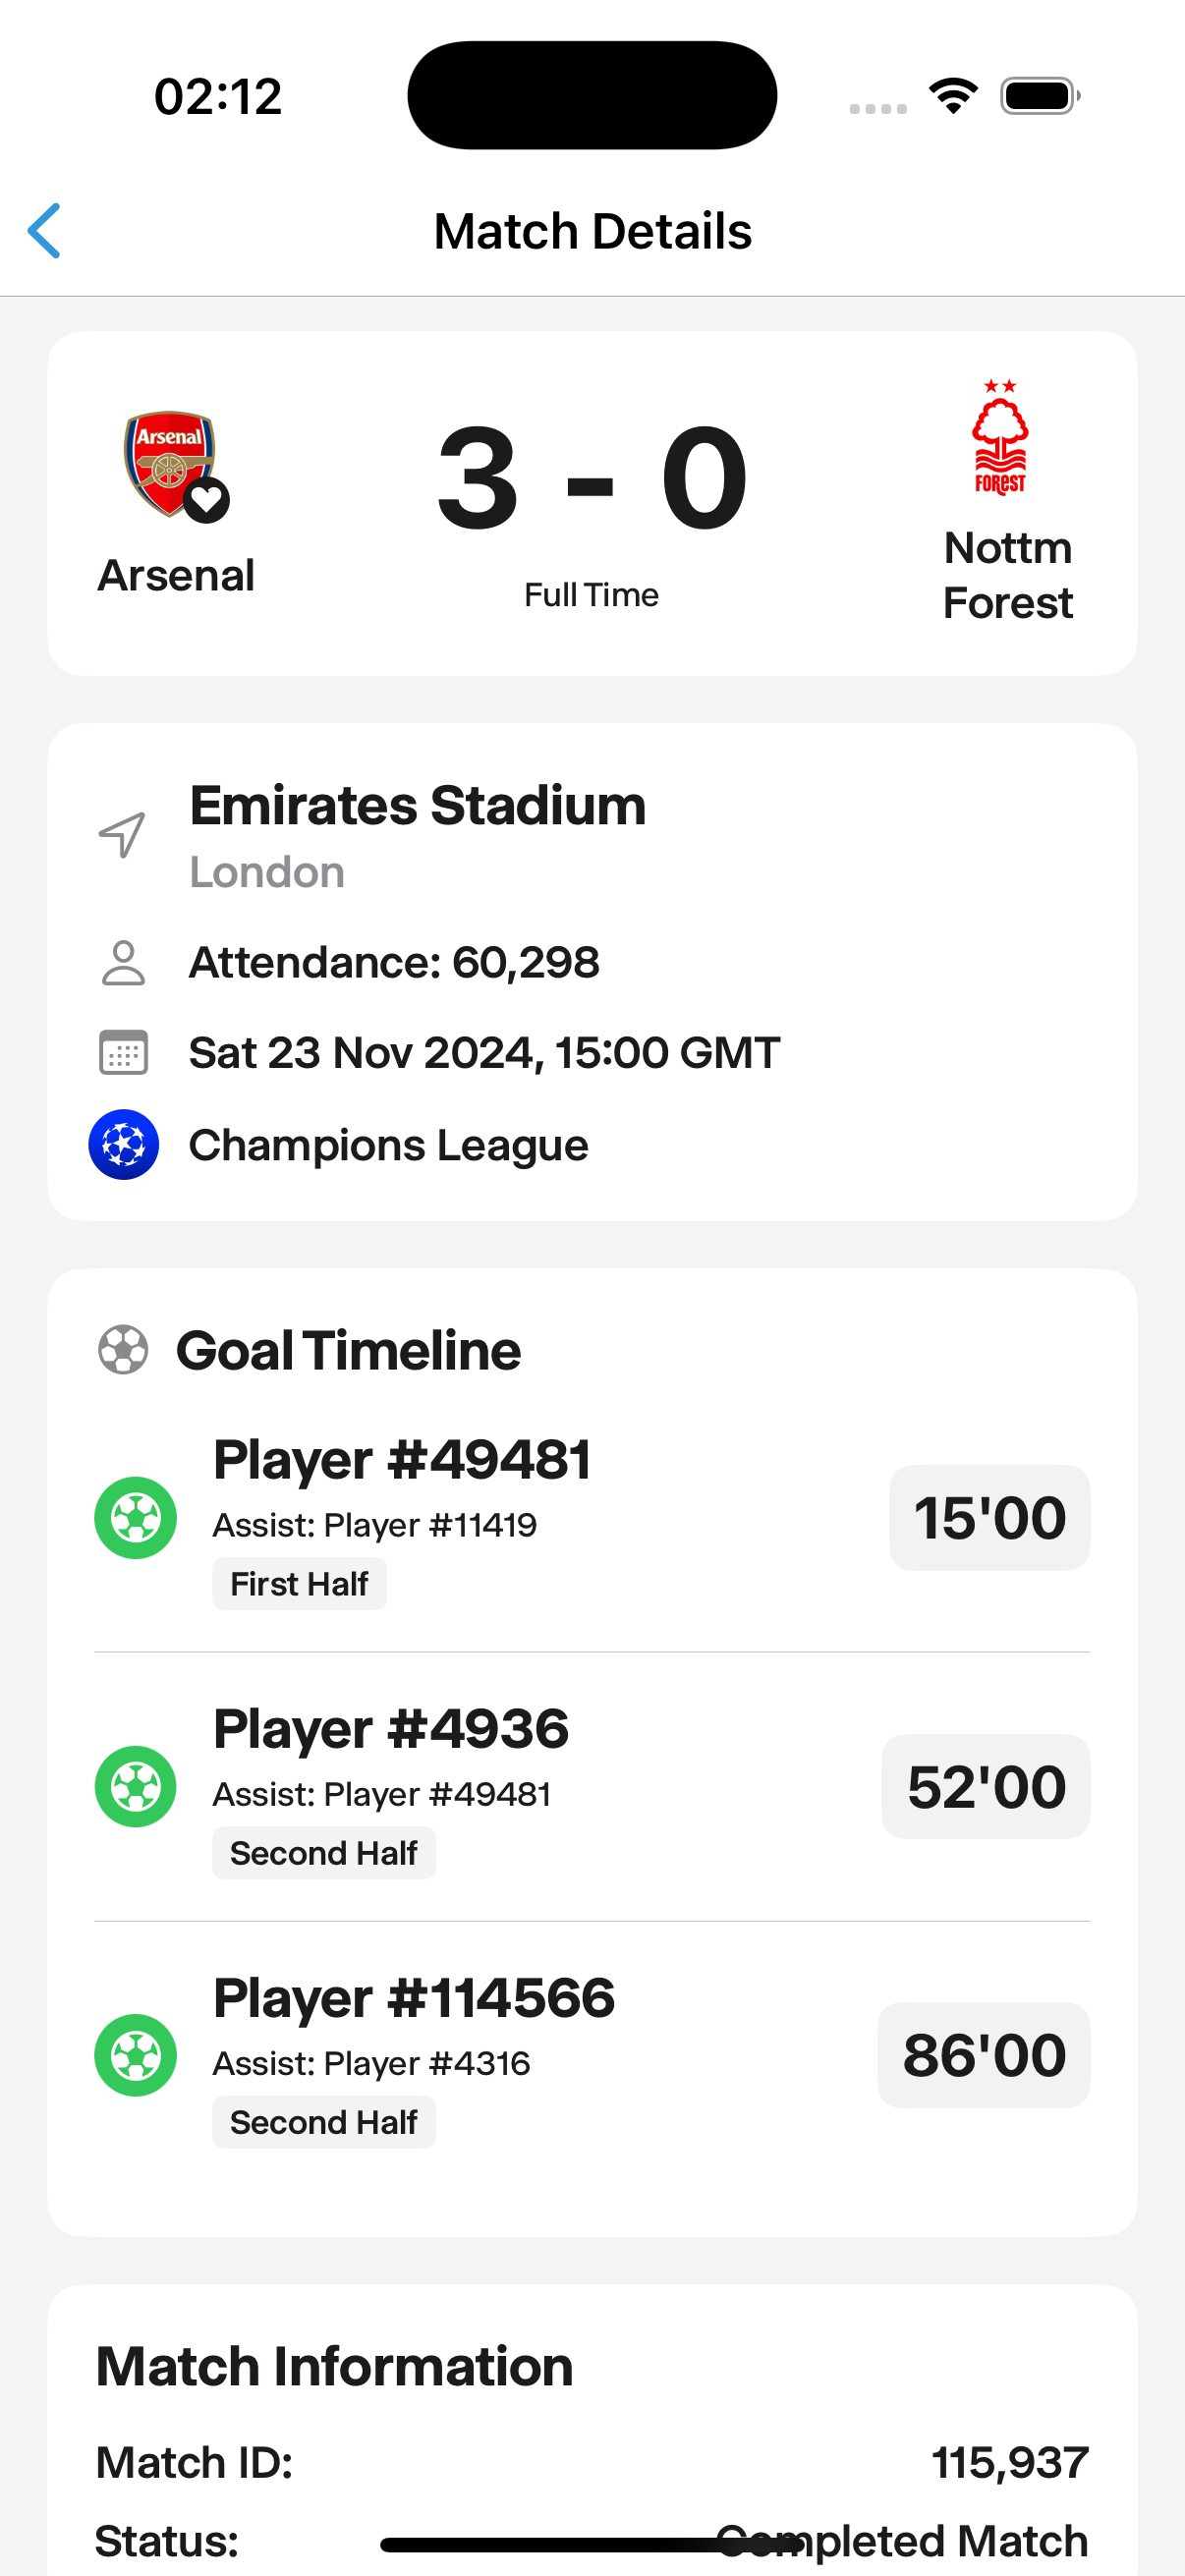 02:12
Match Details
Arsenal
3 - 0
FOREST
Arsenal
Full Time
Nottm
Forest
Emirates Stadium
London
Attendance: 60,298
Sat 23 Nov 2024, 15:00 GMT
Champions League
Goal Timeline
Player #49481
Assist: Player #11419
First Half
15'00
Player #4936
Assist: Player #49481
Second Half
52'00
Player #114566
Assist: Player #4316
Second Half
86'00
Match Information
Match ID: 115,937
Status: Completed Match